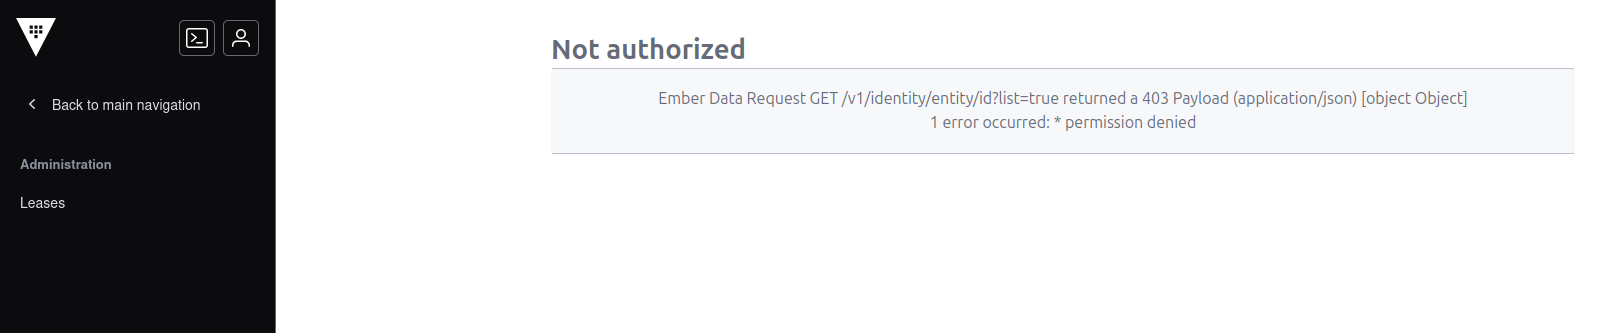 Back to main navigation
Administration
Leases
Not authorized
Ember Data Request GET /v1/identity/entity/id?list=true returned a 403 Payload (application/json) [object Object]
1 error occurred: * permission denied